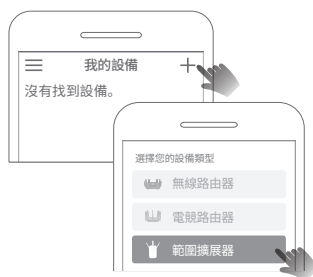 我的設備
沒有找到設備。
選擇您的設備類型
無線路由器
電競路由器
範圍擴展器